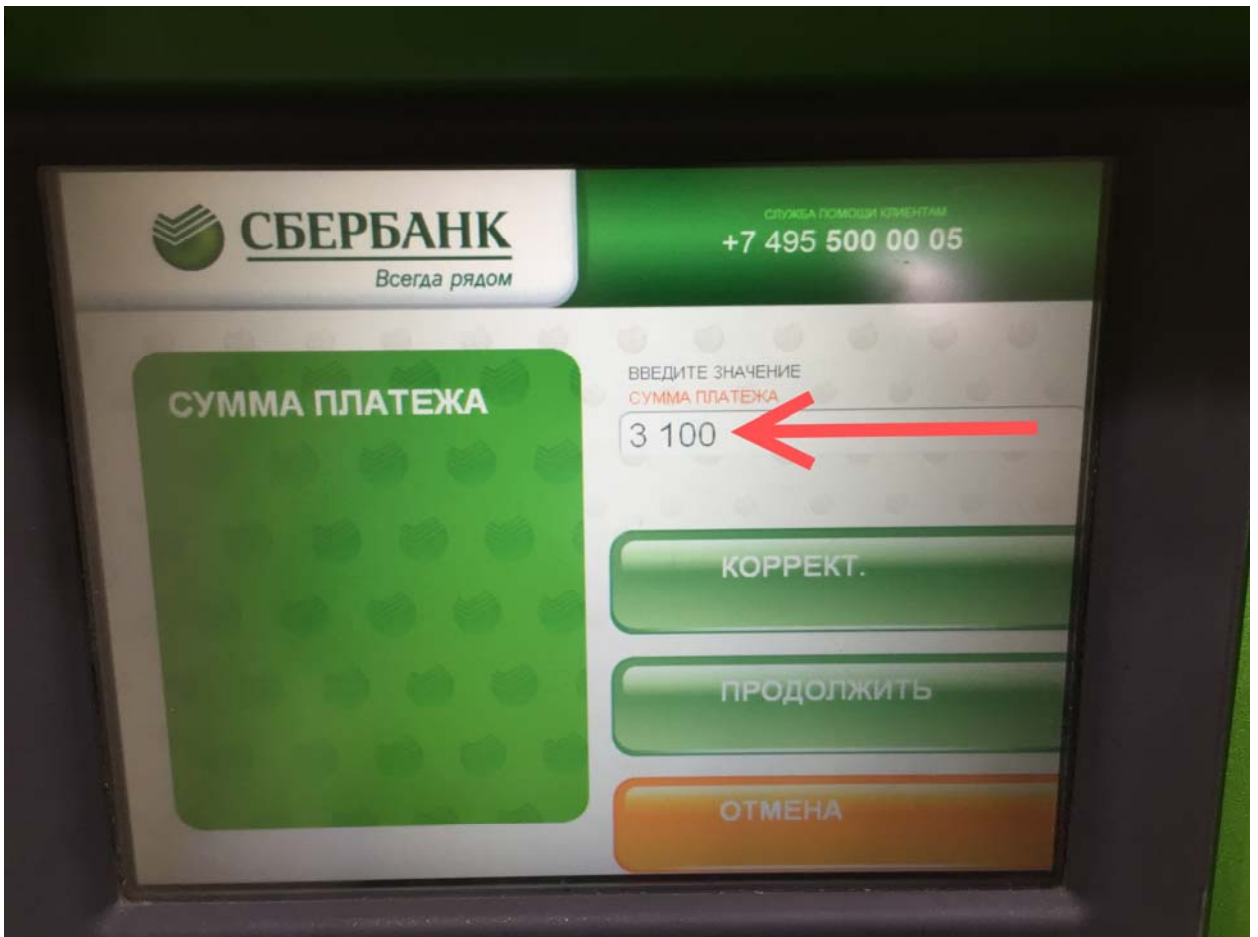 СБЕРБАНК
Всегда рядом
СЛУЖБА ПОМОЩИ КЛИЕНТАМ
+7 495 500 00 05
СУММА ПЛАТЕЖА
ВВЕДИТЕ ЗНАЧЕНИЕ
СУММА ПЛАТЕЖА
3 100
КОРРЕКТ.
ПРОДОЛЖИТЬ
ОТМЕНА